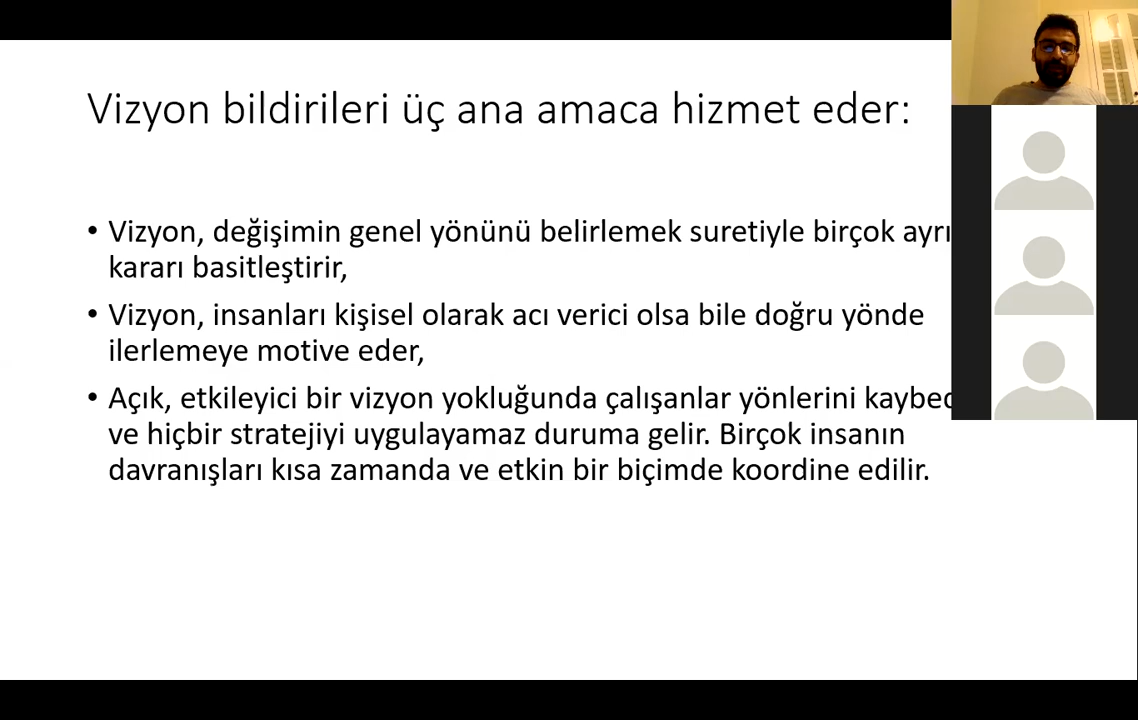 Vizyon bildirileri üç ana amaca hizmet eder:
• Vizyon, değişimin genel yönünü belirlemek suretiyle birçok ayrı
kararı basitleştirir,
• Vizyon, insanları kişisel olarak acı verici olsa bile doğru yönde
ilerlemeye motive eder,
• Açık, etkileyici bir vizyon yokluğunda çalışanlar yönlerini
ve hiçbir stratejiyi uygulayamaz duruma gelir. Birçok insanın
davranışları kısa zamanda ve etkin bir biçimde koordine edilir.